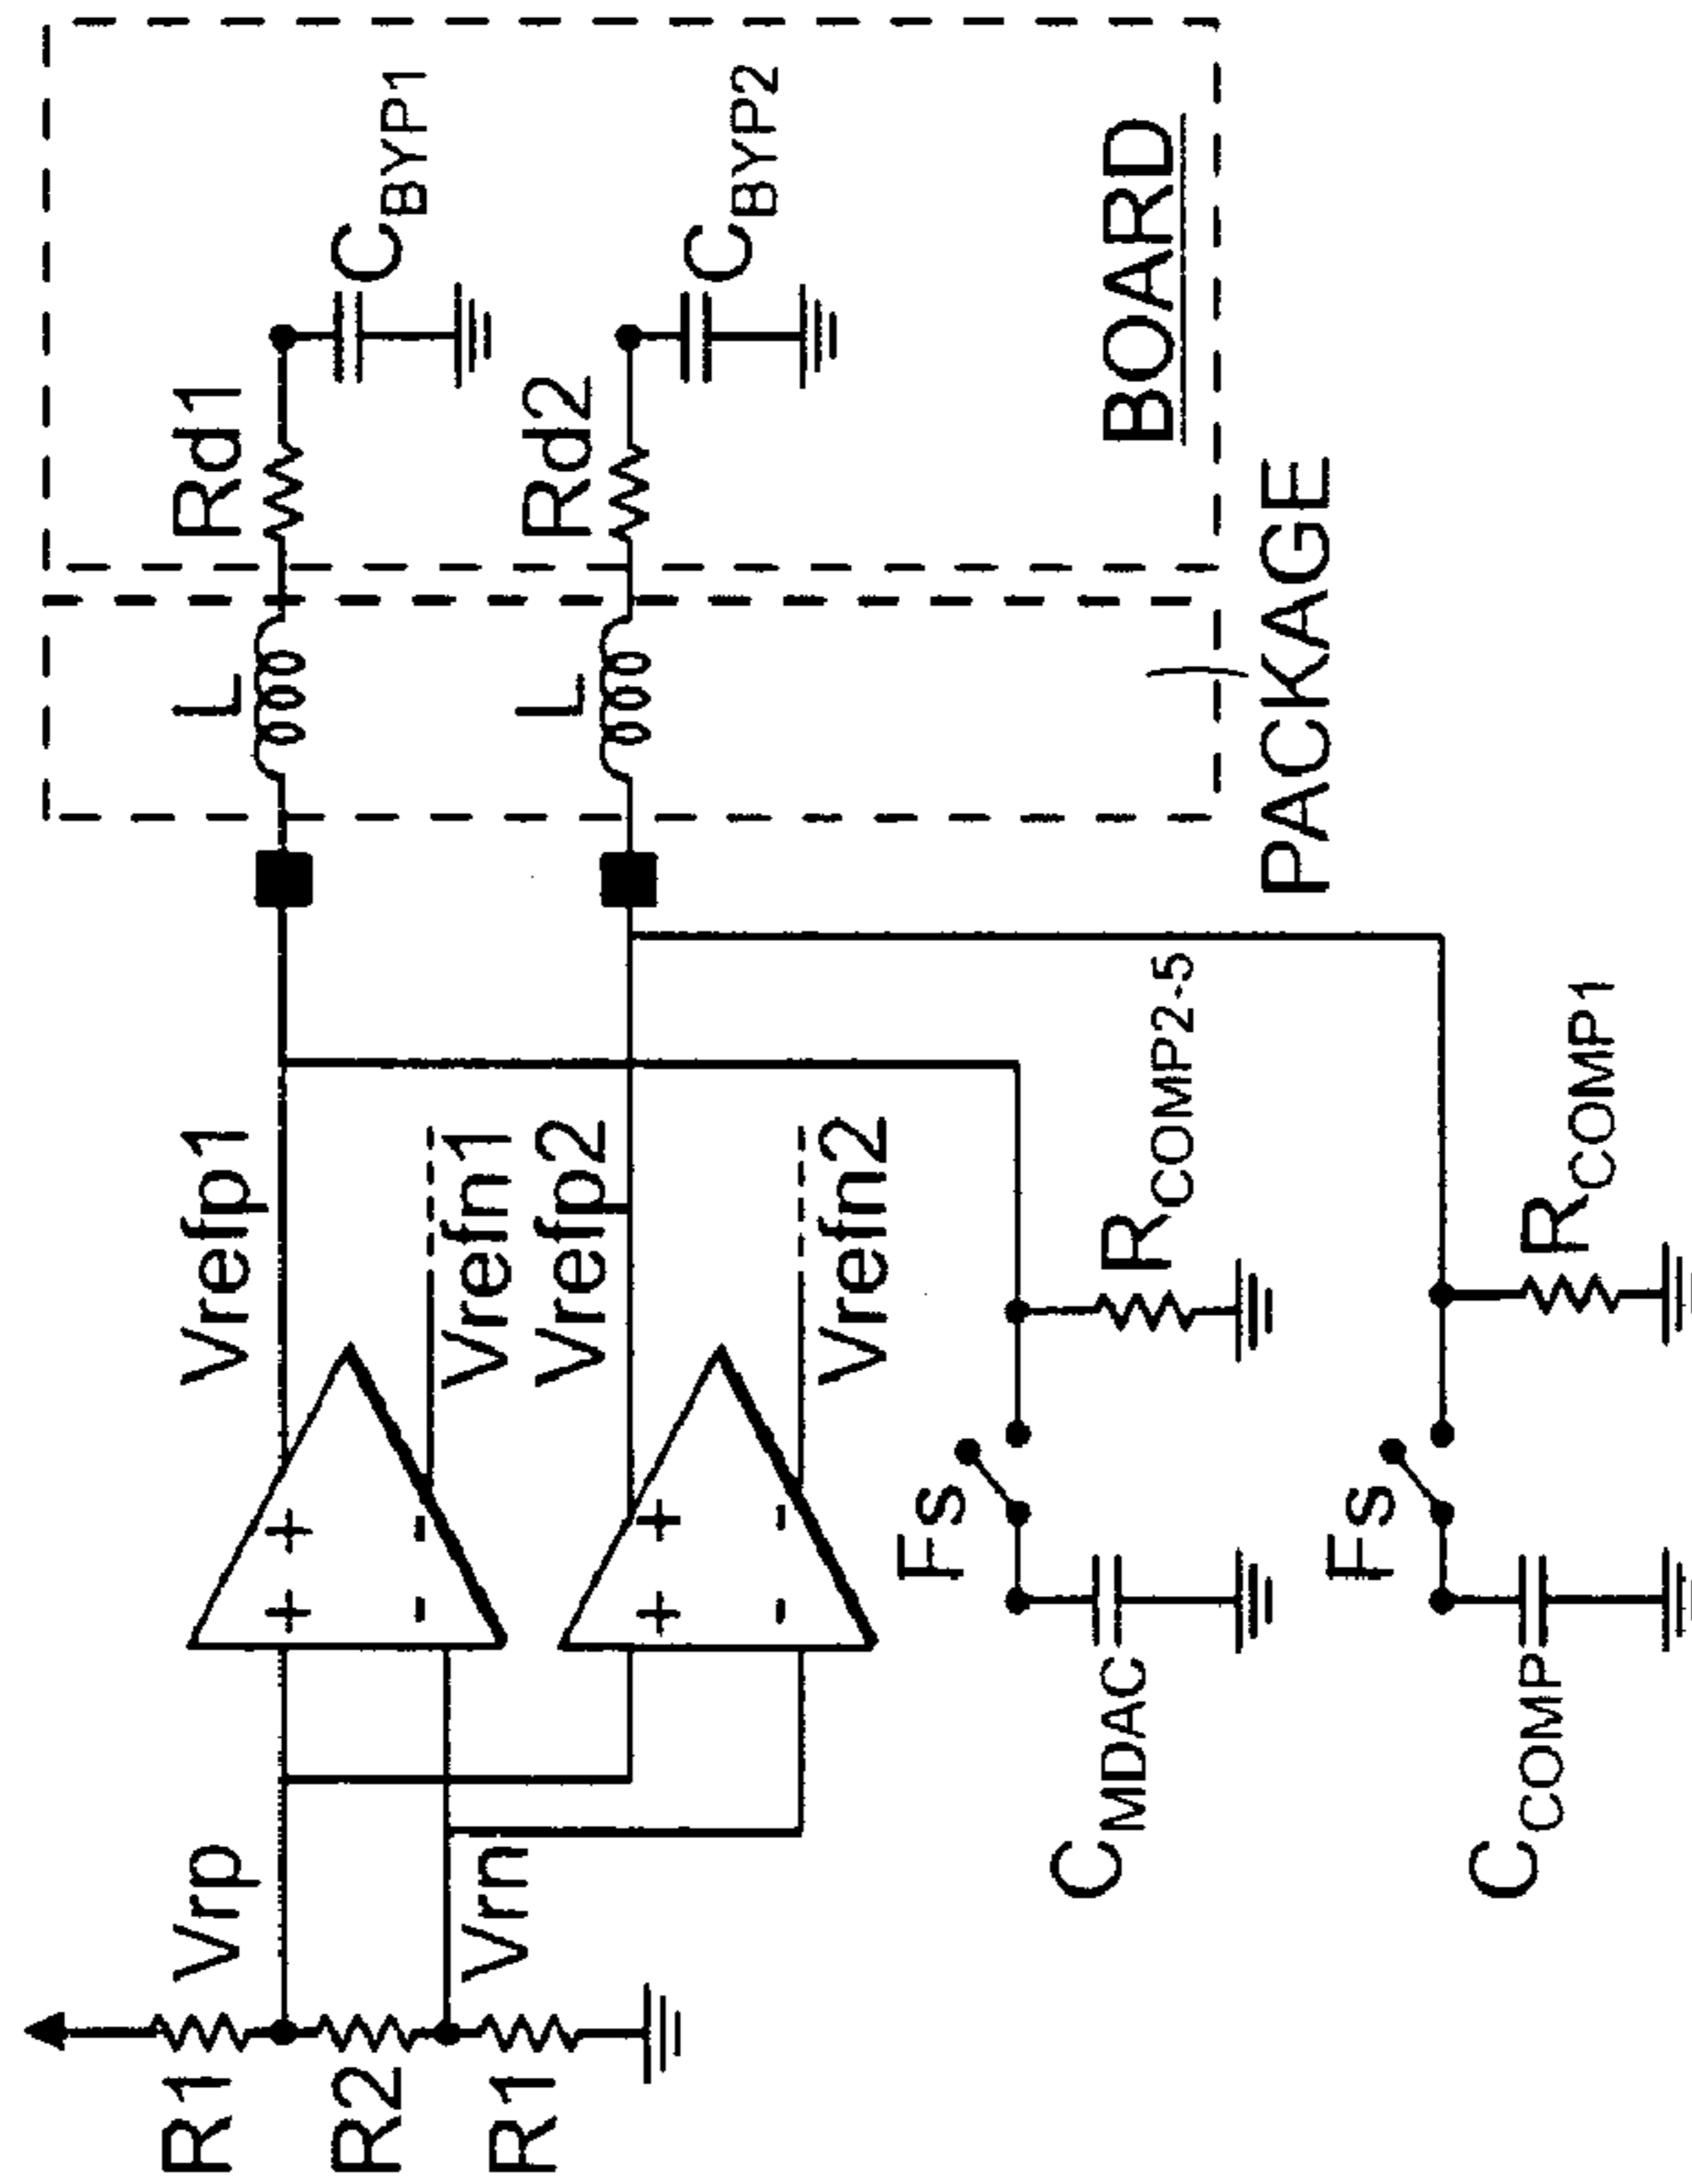 R1
R2
R1
Vrp
Vrn
+ +
- -
+ +
- -
Vrefp1
Vrefn1
Vrefp2
Vrefn2
L
L
Rd1
Rd2
CBYP1
CBYP2
BOARD
PACKAGE
Fs
CMDAC
RCOMP2-5
Fs
CCOMP
RCOMP1